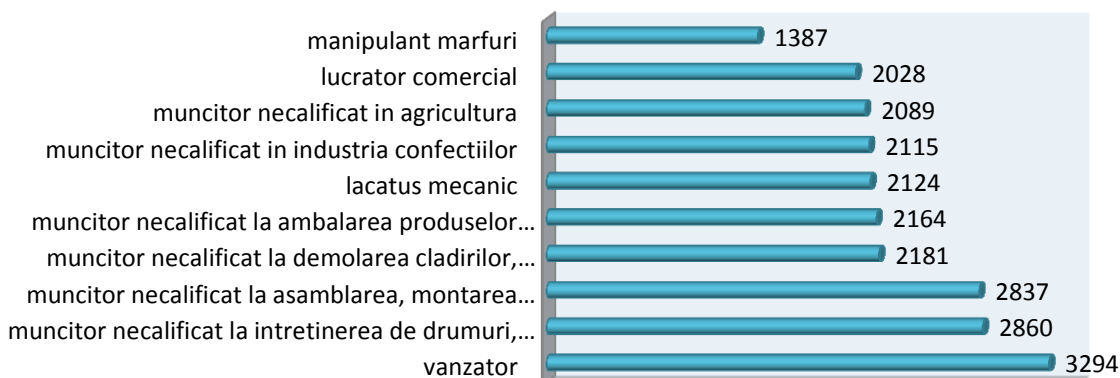 manipulant marfuri 1387
lucrator comercial 2028
muncitor necalificat in agricultura 2089
muncitor necalificat in industria confectiilor 2115
lacatus mecanic 2124
muncitor necalificat la ambalarea produselor… 2164
muncitor necalificat la demolarea cladirilor,… 2181
muncitor necalificat la asamblarea, montarea… 2837
muncitor necalificat la intretinerea de drumuri,… 2860
vanzator 3294